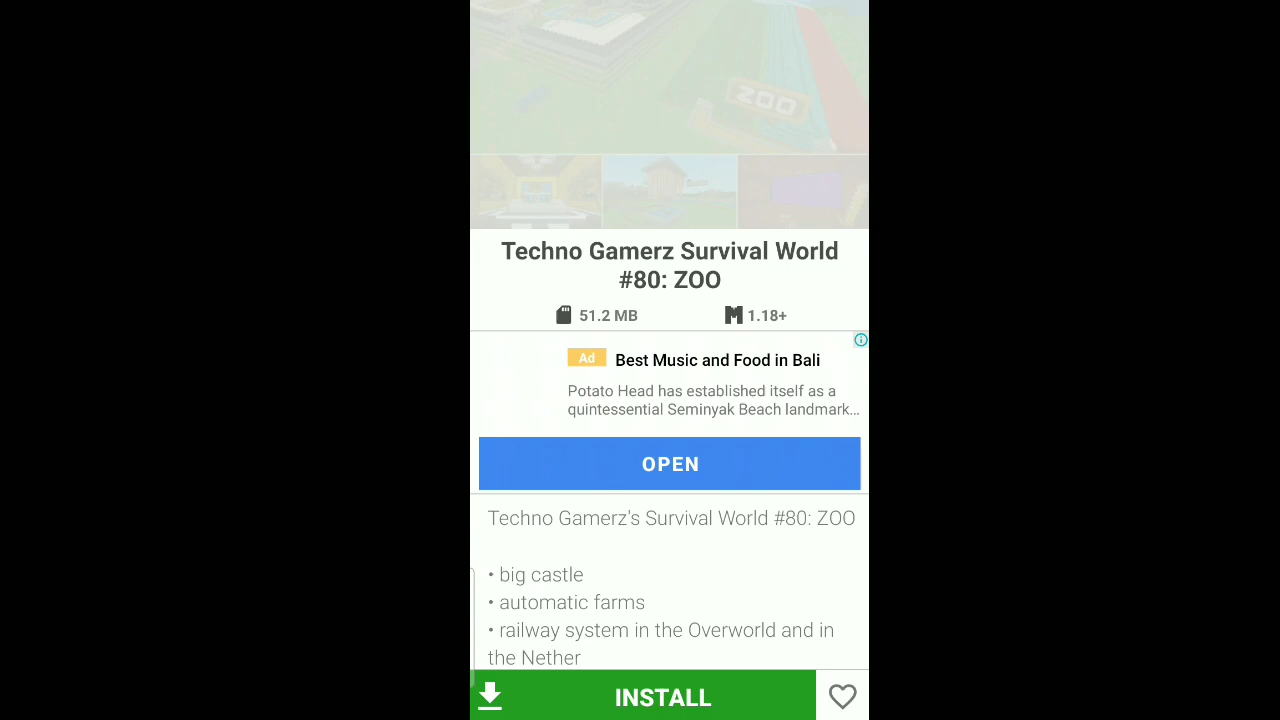 ZOO
Techno Gamerz Survival World
#80: ZOO
51.2 MB
1.18+
Ad
Best Music and Food in Bali
Potato Head has established itself as a
quintessential Seminyak Beach landmark...
OPEN
Techno Gamerz's Survival World #80: ZOO
• big castle
• automatic farms
• railway system in the Overworld and in
the Nether
INSTALL